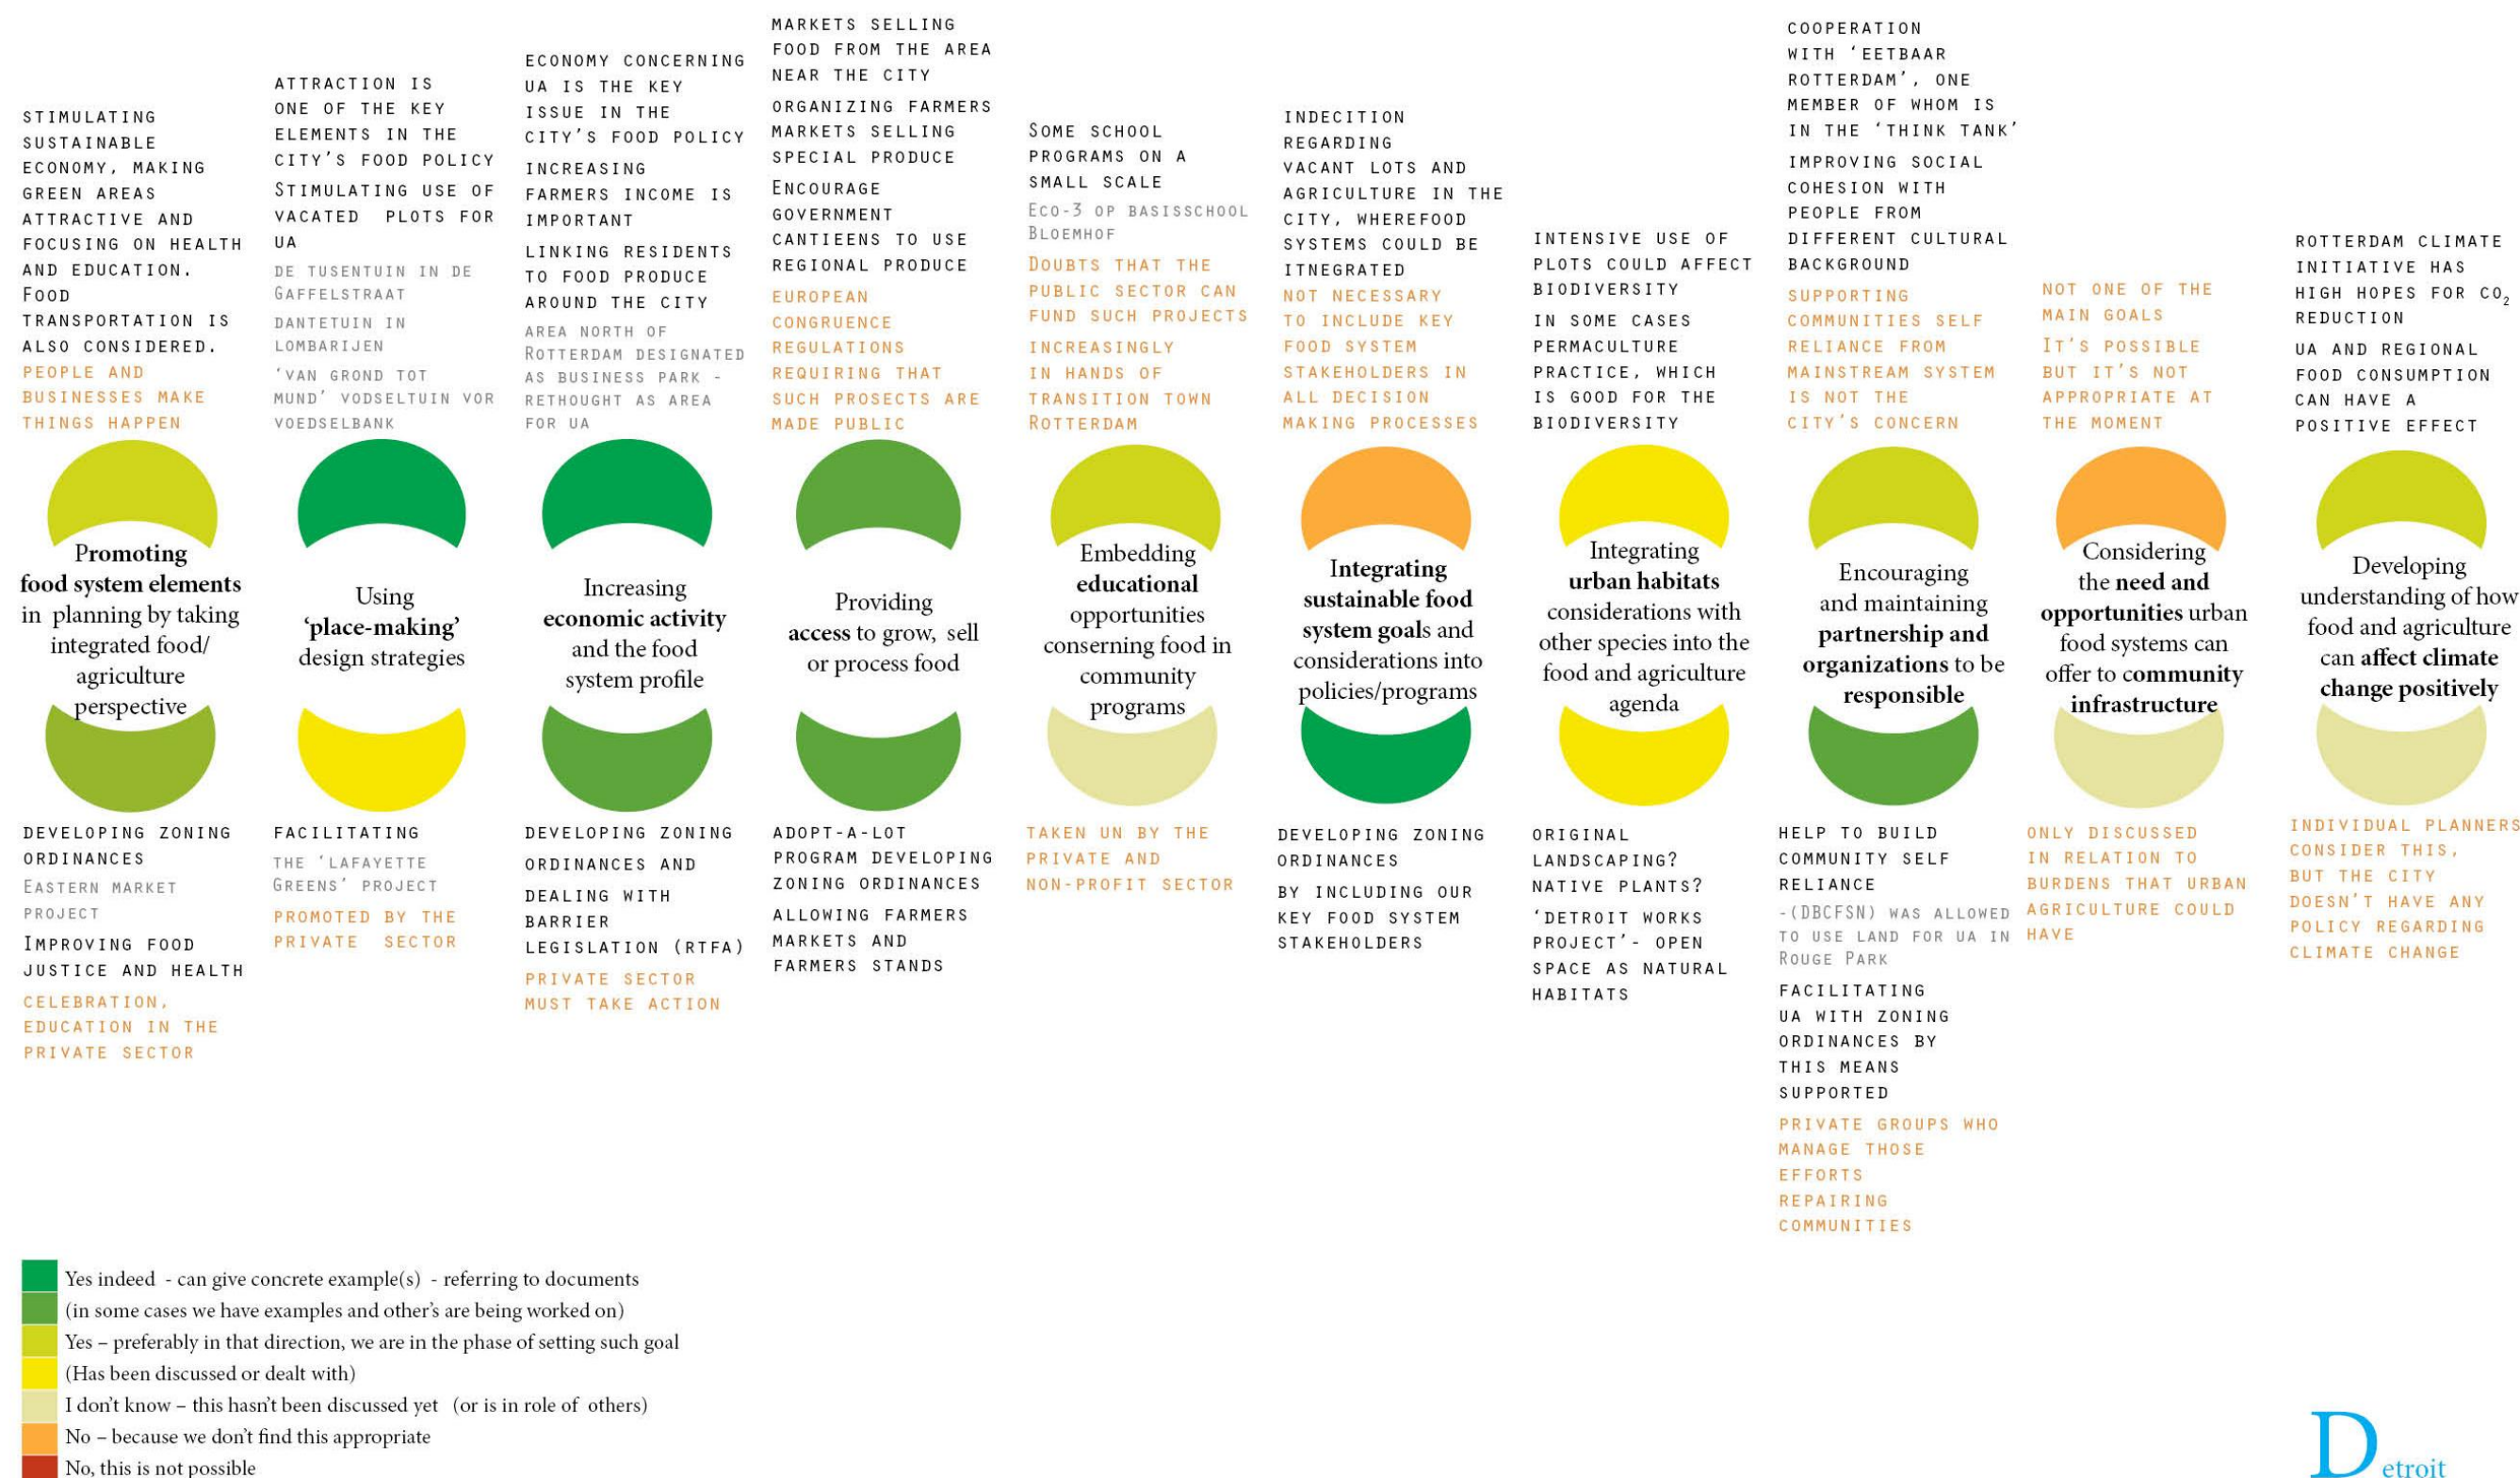 STIMULATING
SUSTAINABLE
ECONOMY, MAKING
GREEN AREAS
ATTRACTIVE AND
FOCUSING ON HEALTH
AND EDUCATION.
FOOD
TRANSPORTATION IS
ALSO CONSIDERED.
PEOPLE AND
BUSINESSES MAKE
THINGS HAPPEN
ATTRACTION IS
ONE OF THE KEY
ELEMENTS IN THE
CITY'S FOOD POLICY
STIMULATING USE OF
VACATED PLOTS FOR
UA
DE TUSENTUIN IN DE
GAFFELSTRAAT
DANTETUIN IN
LOMBARIJEN
'VAN GROND TOT
MUND' VODSELTUIN VOR
VOEDSELBANK
ECONOMY CONCERNING
UA IS THE KEY
ISSUE IN THE
CITY'S FOOD POLICY
INCREASING
FARMERS INCOME IS
IMPORTANT
LINKING RESIDENTS
TO FOOD PRODUCE
AROUND THE CITY
AREA NORTH OF
ROTTERDAM DESIGNATED
AS BUSINESS PARK -
RETHOUGHT AS AREA
FOR UA
MARKETS SELLING
FOOD FROM THE AREA
NEAR THE CITY
ORGANIZING FARMERS
MARKETS SELLING
SPECIAL PRODUCE
ENCOURAGE
GOVERNMENT
CANTIEENS TO USE
REGIONAL PRODUCE
EUROPEAN
CONGRUENCE
REGULATIONS
REQUIRING THAT
SUCH PROSECTS ARE
MADE PUBLIC
SOME SCHOOL
PROGRAMS ON A
SMALL SCALE
ECO-3 OP BASISSCHOOL
BLOEMHOF
DOUBTS THAT THE
PUBLIC SECTOR CAN
FUND SUCH PROJECTS
INCREASINGLY
IN HANDS OF
TRANSITION TOWN
ROTTERDAM
INDECITION
REGARDING
VACANT LOTS AND
AGRICULTURE IN THE
CITY, WHEREFOOD
SYSTEMS COULD BE
ITNEGRATED
NOT NECESSARY
TO INCLUDE KEY
FOOD SYSTEM
STAKEHOLDERS IN
ALL DECISION
MAKING PROCESSES
INTENSIVE USE OF
PLOTS COULD AFFECT
BIODIVERSITY
IN SOME CASES
PERMACULTURE
PRACTICE, WHICH
IS GOOD FOR THE
BIODIVERSITY
COOPERATION
WITH 'EETBAAR
ROTTERDAM', ONE
MEMBER OF WHOM IS
IN THE 'THINK TANK'
IMPROVING SOCIAL
COHESION WITH
PEOPLE FROM
DIFFERENT CULTURAL
BACKGROUND
SUPPORTING
COMMUNITIES SELF
RELIANCE FROM
MAINSTREAM SYSTEM
IS NOT THE
CITY'S CONCERN
NOT ONE OF THE
MAIN GOALS
IT'S POSSIBLE
BUT IT'S NOT
APPROPRIATE AT
THE MOMENT
ROTTERDAM CLIMATE
INITIATIVE HAS
HIGH HOPES FOR CO2
REDUCTION
UA AND REGIONAL
FOOD CONSUMPTION
CAN HAVE A
POSITIVE EFFECT
Promoting
food system elements
in planning by taking
integrated food/
agriculture
perspective
Using
'place-making'
design strategies
Increasing
economic activity
and the food
system profile
Providing
access to grow, sell
or process food
Embedding
educational
opportunities
conserning food in
community
programs
Integrating
sustainable food
system goals and
considerations into
policies/programs
Integrating
urban habitats
considerations with
other species into the
food and agriculture
agenda
Encouraging
and maintaining
partnership and
organizations to be
responsible
Considering
the need and
opportunities urban
food systems can
offer to community
infrastructure
Developing
understanding of how
food and agriculture
can affect climate
change positively
DEVELOPING ZONING
ORDINANCES
EASTERN MARKET
PROJECT
IMPROVING FOOD
JUSTICE AND HEALTH
CELEBRATION,
EDUCATION IN THE
PRIVATE SECTOR
FACILITATING
THE 'LAFAYETTE
GREENS' PROJECT
PROMOTED BY THE
PRIVATE SECTOR
DEVELOPING ZONING
ORDINANCES AND
DEALING WITH
BARRIER
LEGISLATION (RTFA)
PRIVATE SECTOR
MUST TAKE ACTION
ADOPT-A-LOT
PROGRAM DEVELOPING
ZONING ORDINANCES
ALLOWING FARMERS
MARKETS AND
FARMERS STANDS
TAKEN UN BY THE
PRIVATE AND
NON-PROFIT SECTOR
DEVELOPING ZONING
ORDINANCES
BY INCLUDING OUR
KEY FOOD SYSTEM
STAKEHOLDERS
ORIGINAL
LANDSCAPING?
NATIVE PLANTS?
'DETROIT WORKS
PROJECT'- OPEN
SPACE AS NATURAL
HABITATS
HELP TO BUILD
COMMUNITY SELF
RELIANCE
-(DBCFSN) WAS ALLOWED
TO USE LAND FOR UA IN
ROUGE PARK
FACILITATING
UA WITH ZONING
ORDINANCES BY
THIS MEANS
SUPPORTED
PRIVATE GROUPS WHO
MANAGE THOSE
EFFORTS
REPAIRING
COMMUNITIES
ONLY DISCUSSED
IN RELATION TO
BURDENS THAT URBAN
AGRICULTURE COULD
HAVE
INDIVIDUAL PLANNERS
CONSIDER THIS,
BUT THE CITY
DOESN'T HAVE ANY
POLICY REGARDING
CLIMATE CHANGE
Yes indeed - can give concrete example(s) - referring to documents
(in some cases we have examples and other's are being worked on)
Yes – preferably in that direction, we are in the phase of setting such goal
(Has been discussed or dealt with)
I don't know – this hasn't been discussed yet (or is in role of others)
No – because we don't find this appropriate
No, this is not possible
Detroit